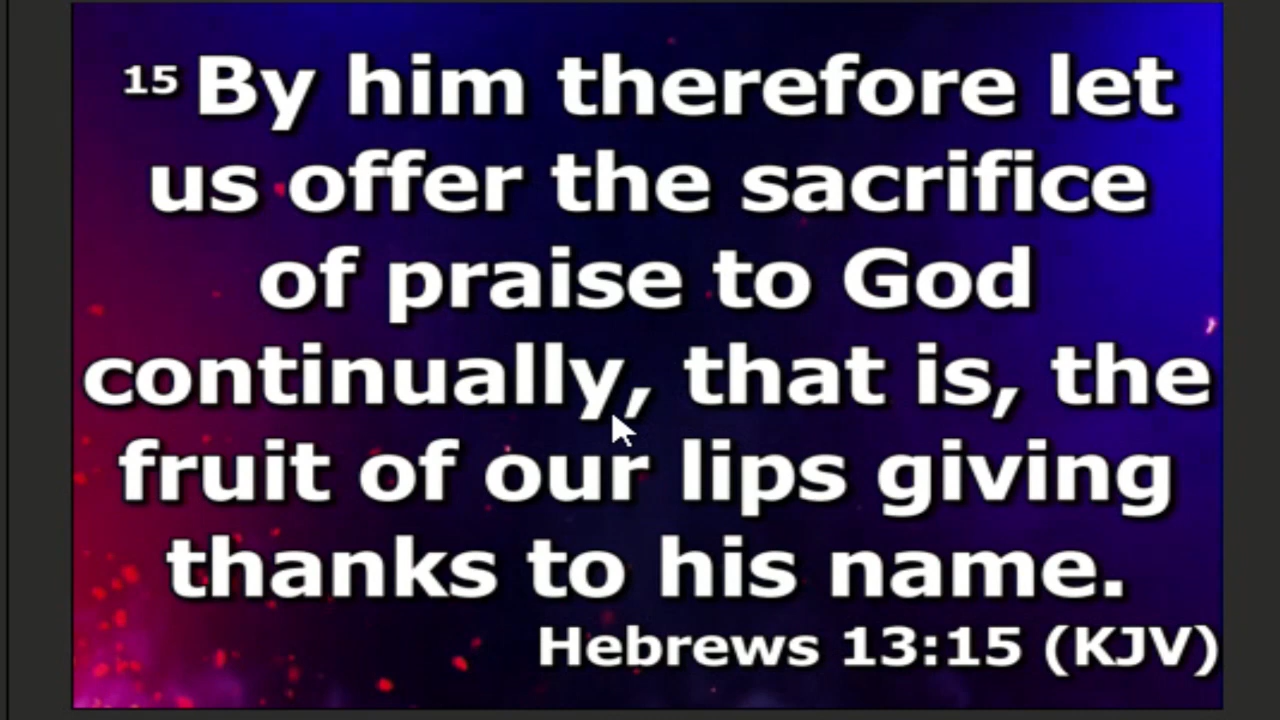 15 By him therefore let
us offer the sacrifice
of praise to God
continually, that is, the
fruit of our lips giving
thanks to his name.
Hebrews 13:15 (KJV)